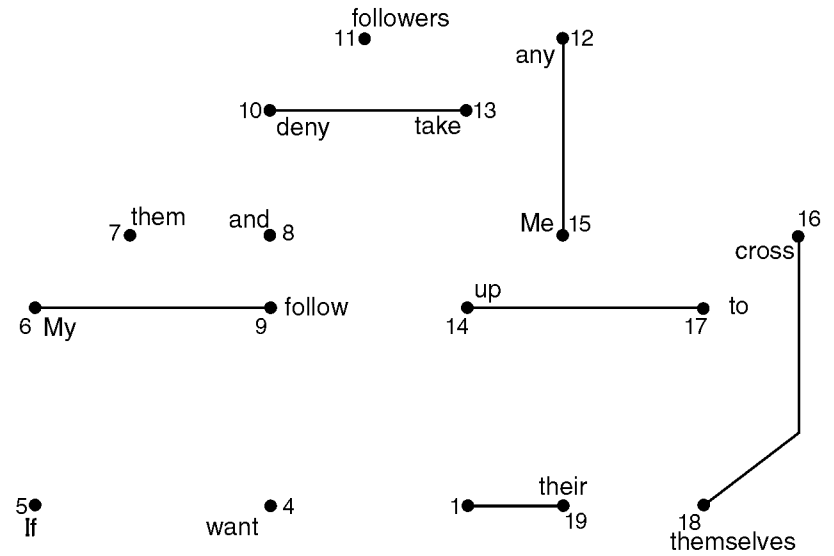 followers
11
12
any
10
13
deny
take
them
7
and
8
Me
15
16
cross
6
My
9
follow
up
14
17
to
5
If
want
4
1
their
19
18
themselves